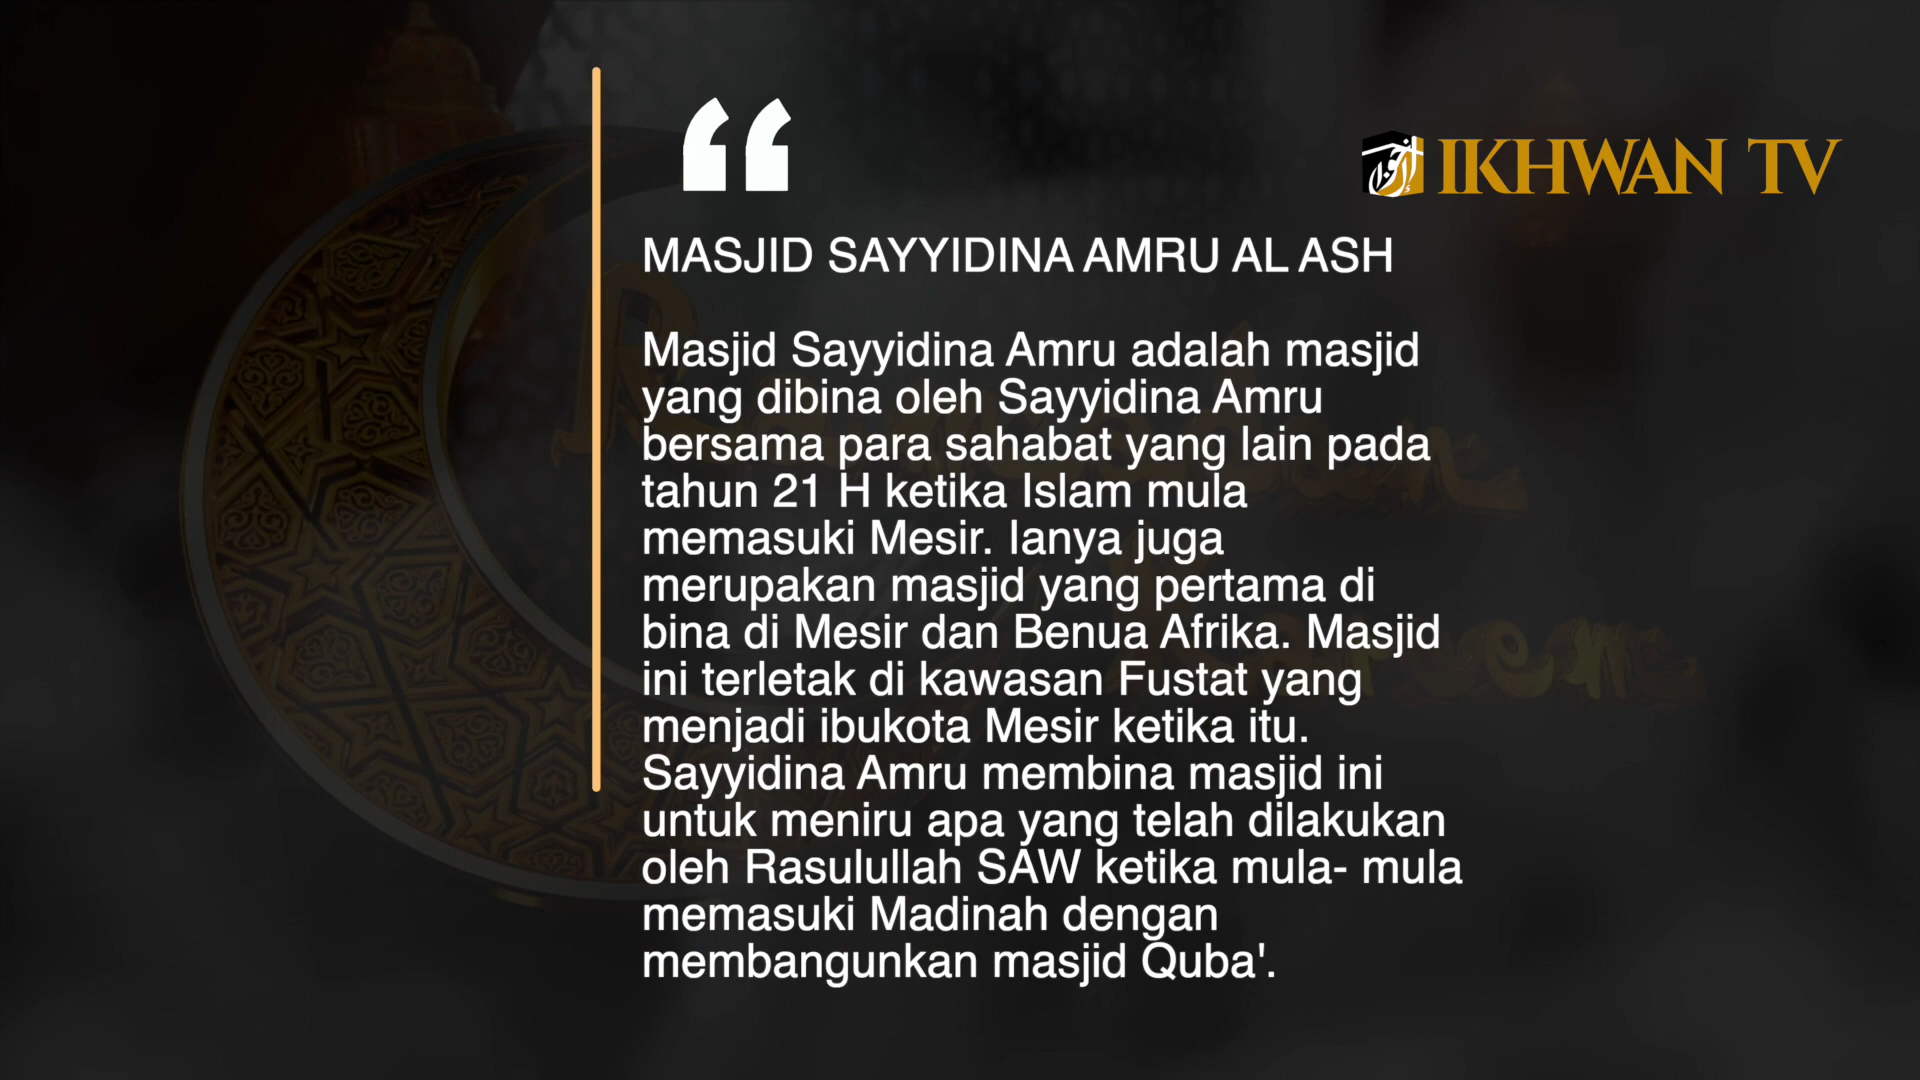 IKHWAN TV
MASJID SAYYIDINA AMRU AL ASH
Masjid Sayyidina Amru adalah masjid
yang dibina oleh Sayyidina Amru
bersama para sahabat yang lain pada
tahun 21 H ketika Islam mula
memasuki Mesir. Ianya juga
merupakan masjid yang pertama di
bina di Mesir dan Benua Afrika. Masjid
ini terletak di kawasan Fustat yang
menjadi ibukota Mesir ketika itu.
Sayyidina Amru membina masjid ini
untuk meniru apa yang telah dilakukan
oleh Rasulullah SAW ketika mula- mula
memasuki Madinah dengan
membangunkan masjid Quba'.